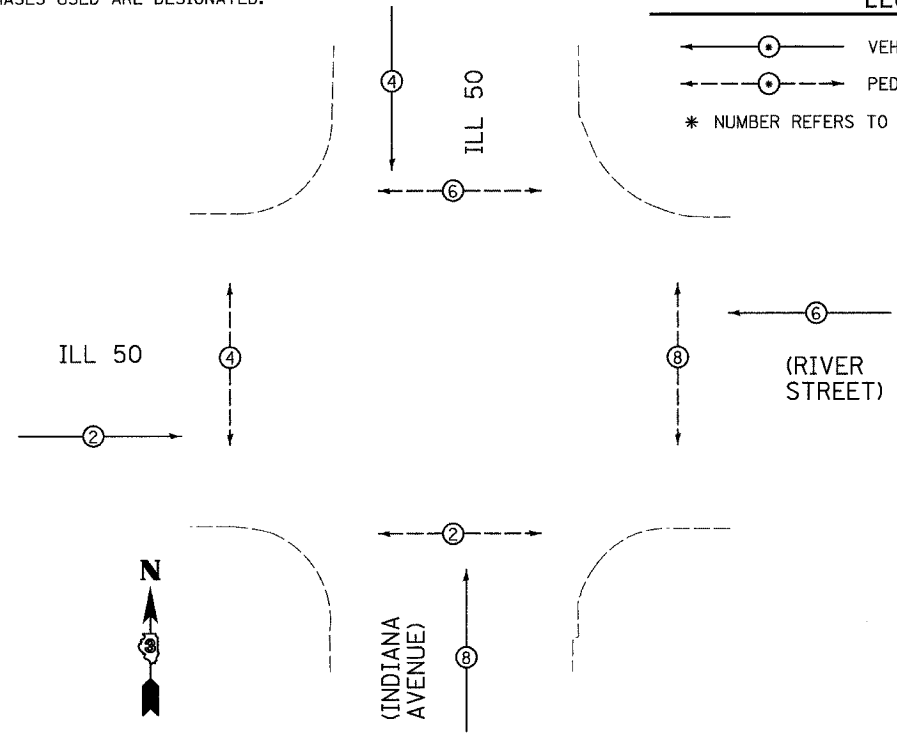 PHASES USED ARE DESIGNATED.
4
ILL 50
* VEH
* PED
* NUMBER REFERS TO
6
6
ILL 50
4
8
(RIVER
STREET)
2
2
N
3
(INDIANA
AVENUE)
8